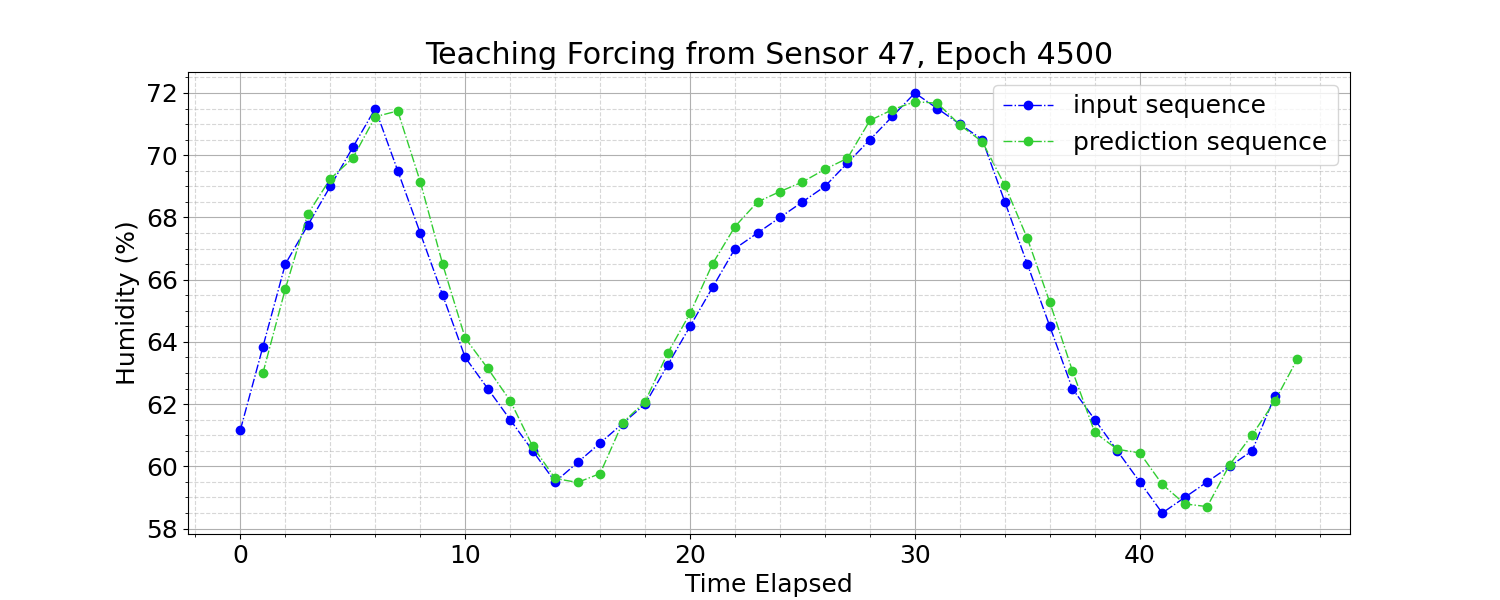 Teaching Forcing from Sensor 47, Epoch 4500
input sequence
prediction sequence
Humidity (%)
72
70
68
66
64
62
60
58
0 10 20 30 40
Time Elapsed